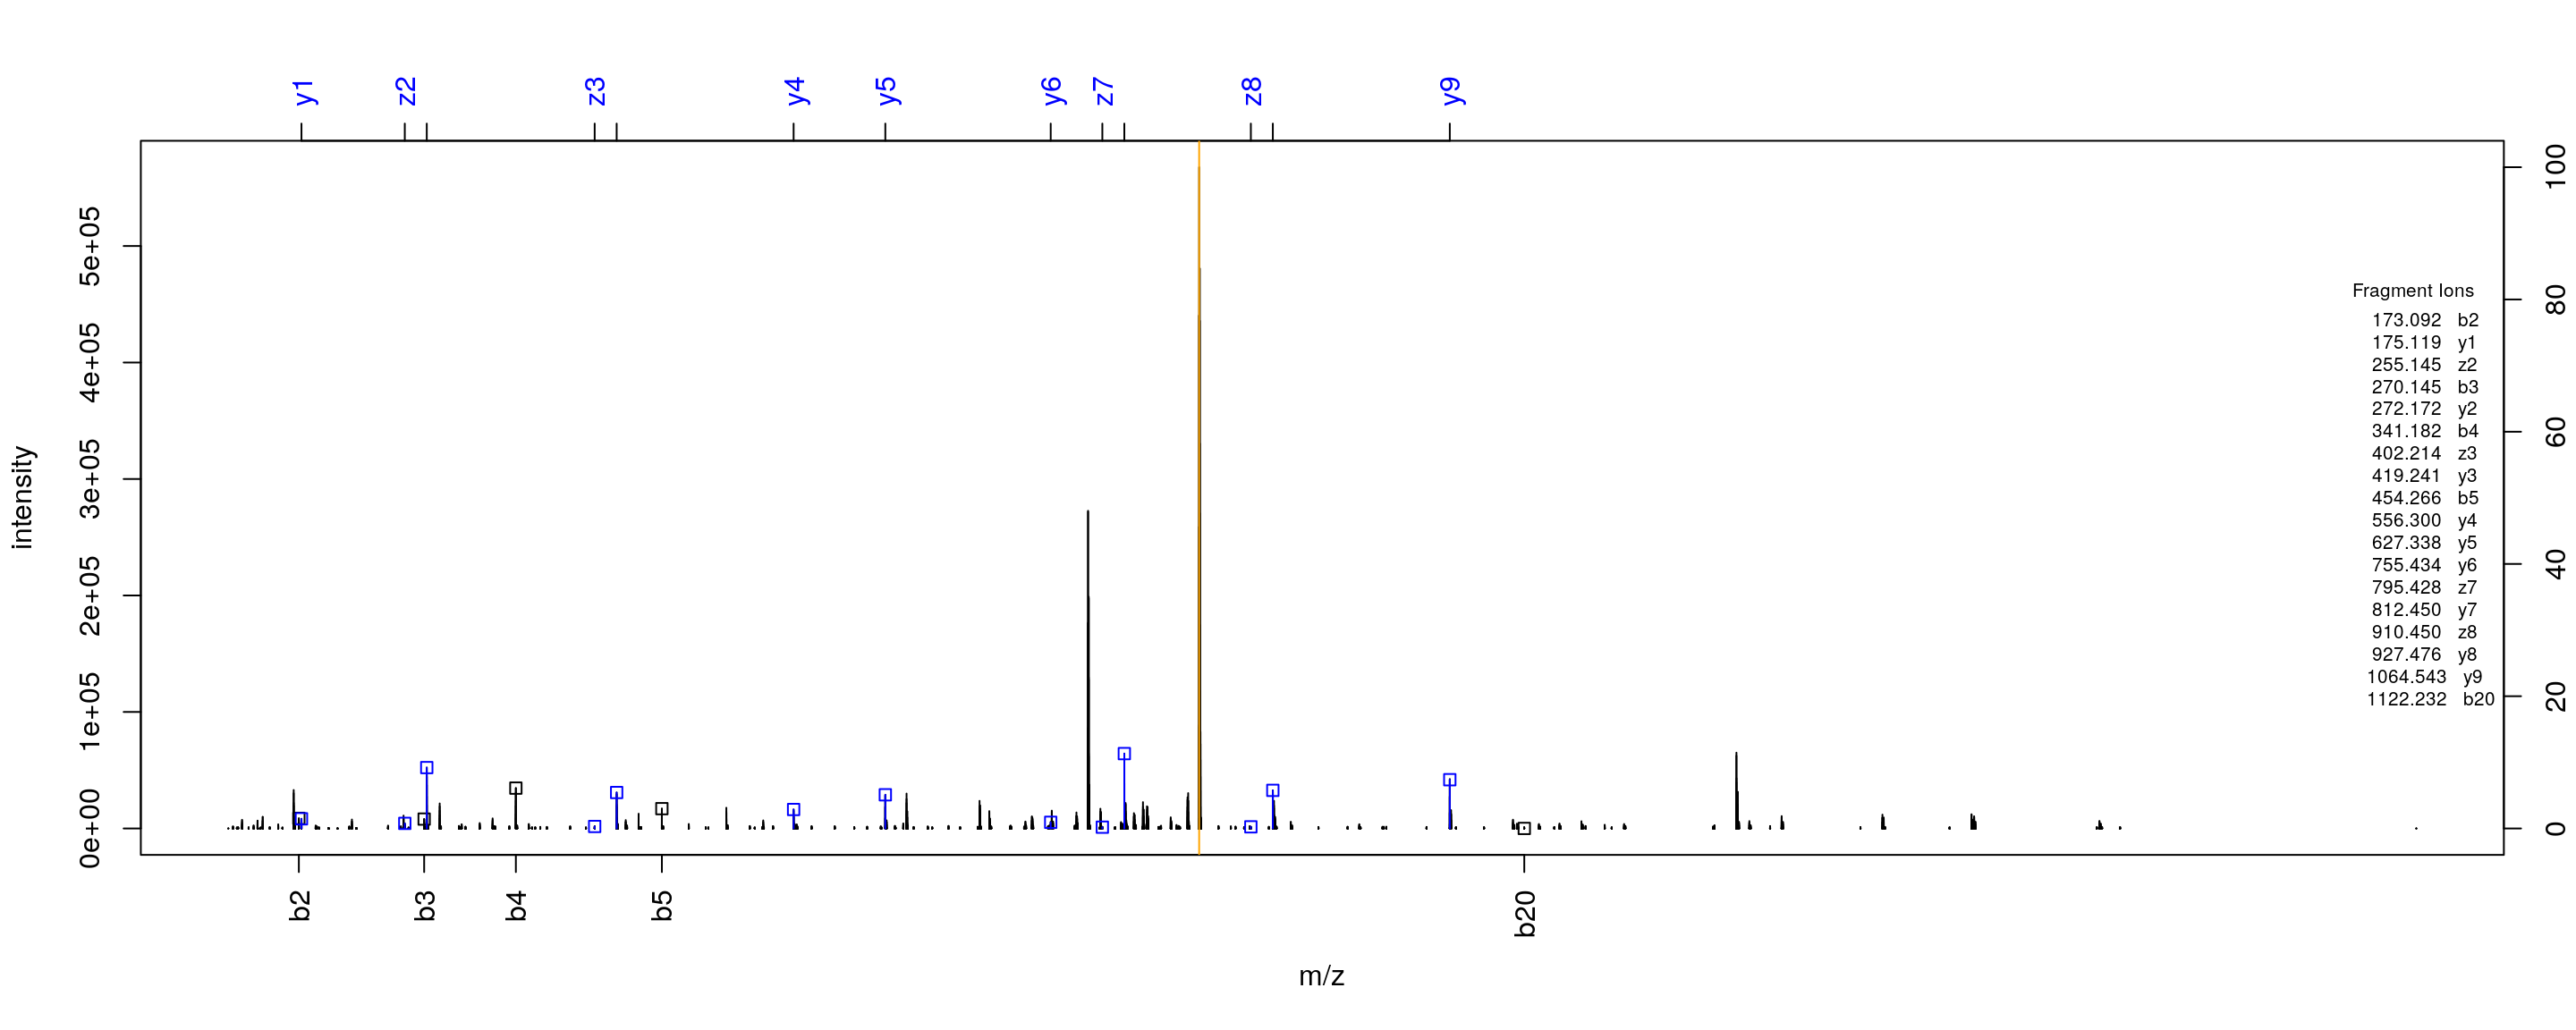 y1 z2 z3 y4 y5 y6 z7 z8 y9
intensity
0e+00 1e+05 2e+05 3e+05 4e+05 5e+05
0 20 40 60 80 100
Fragment Ions
173.092 b2
175.119 y1
255.145 z2
270.145 b3
272.172 y2
341.182 b4
402.214 z3
419.241 y3
454.266 b5
556.300 y4
627.338 y5
755.434 y6
795.428 z7
812.450 y7
910.450 z8
927.476 y8
1064.543 y9
1122.232 b20
b2 b3 b4 b5 b20
m/z